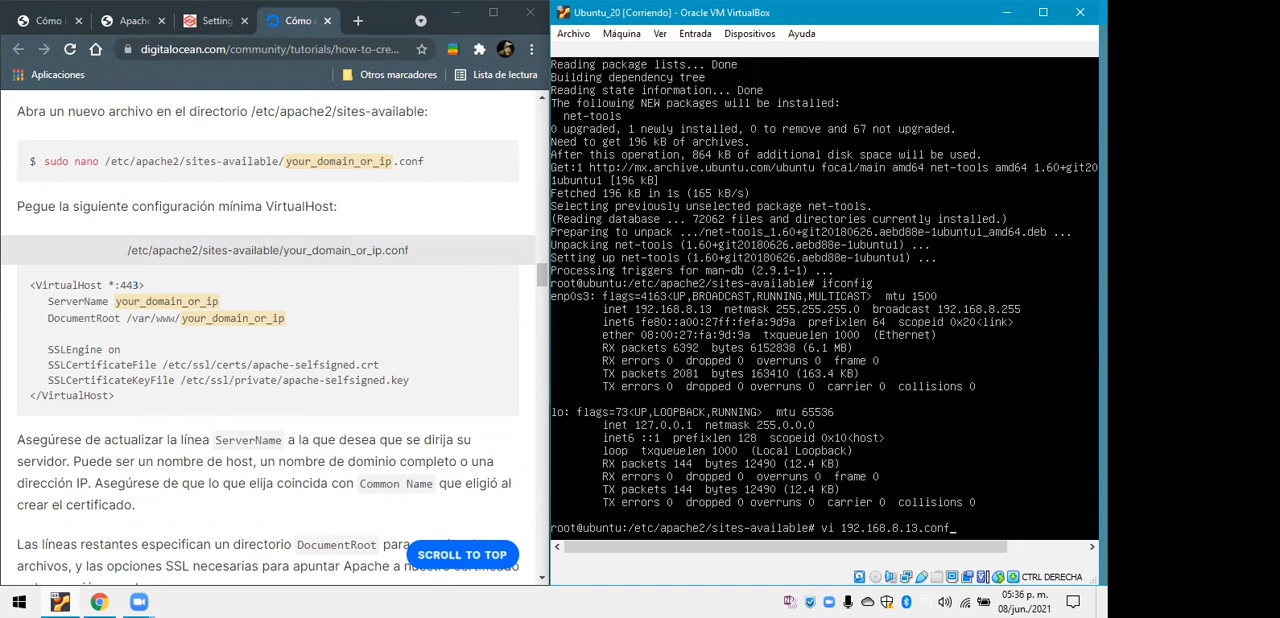 Cómo i
Apache
Setting
Cómo c
digitalocean.com/community/tutorials/how-to-cre...
Aplicaciones
Otros marcadores
Lista de lectura
Abra un nuevo archivo en el directorio /etc/apache2/sites-available:
$ sudo nano /etc/apache2/sites-available/your_domain_or_ip.conf
Pegue la siguiente configuración mínima VirtualHost:
/etc/apache2/sites-available/your_domain_or_ip.conf
<VirtualHost *:443>
ServerName your_domain_or_ip
DocumentRoot /var/www/your_domain_or_ip
SSLEngine on
SSLCertificateFile /etc/ssl/certs/apache-selfsigned.crt
SSLCertificateKeyFile /etc/ssl/private/apache-selfsigned.key
</VirtualHost>
Asegúrese de actualizar la línea ServerName a la que desea que se dirija su
servidor. Puede ser un nombre de host, un nombre de dominio completo o una
dirección IP. Asegúrese de que lo que elija coincida con Common Name que eligió al
crear el certificado.
Las líneas restantes especifican un directorio DocumentRoot para
SCROLL TO TOP
archivos, y las opciones SSL necesarias para apuntar Apache a
Ubuntu_20 [Corriendo] - Oracle VM VirtualBox
Archivo Máquina Ver Entrada Dispositivos Ayuda
Reading package lists... Done
Building dependency tree
Reading state information... Done
The following NEW packages will be installed:
net-tools
0 upgraded, 1 newly installed, 0 to remove and 67 not upgraded.
Need to get 196 kB of archives.
After this operation, 864 kB of additional disk space will be used.
Get:1 http://mx.archive.ubuntu.com/ubuntu focal/main amd64 net-tools amd64 1.60+git20
1ubuntu1 [196 kB]
Fetched 196 kB in 1s (165 kB/s)
Selecting previously unselected package net-tools.
(Reading database ... 72062 files and directories currently installed.)
Preparing to unpack .../net-tools_1.60+git20180626.aebd88e-1ubuntu1_amd64.deb ...
Unpacking net-tools (1.60+git20180626.aebd88e-1ubuntu1) ...
Setting up net-tools (1.60+git20180626.aebd88e-1ubuntu1) ...
Processing triggers for man-db (2.9.1-1) ...
root@ubuntu:/etc/apache2/sites-available# ifconfig
enp0s3: flags=4163<UP,BROADCAST,RUNNING,MULTICAST> mtu 1500
inet 192.168.8.13 netmask 255.255.255.0 broadcast 192.168.8.255
inet6 fe80::a00:27ff:fefa:9d9a prefixlen 64 scopeid 0x20<link>
ether 08:00:27:fa:9d:9a txqueuelen 1000 (Ethernet)
RX packets 6392 bytes 6152838 (6.1 MB)
RX errors 0 dropped 0 overruns 0 frame 0
TX packets 2081 bytes 163410 (163.4 KB)
TX errors 0 dropped 0 overruns 0 carrier 0 collisions 0
lo: flags=73<UP,LOOPBACK,RUNNING> mtu 65536
inet 127.0.0.1 netmask 255.0.0.0
inet6 ::1 prefixlen 128 scopeid 0x10<host>
loop txqueuelen 1000 (Local Loopback)
RX packets 144 bytes 12490 (12.4 KB)
RX errors 0 dropped 0 overruns 0 frame 0
TX packets 144 bytes 12490 (12.4 KB)
TX errors 0 dropped 0 overruns 0 carrier 0 collisions 0
root@ubuntu:/etc/apache2/sites-available# vi 192.168.8.13.conf_
CTRL DERECHA
05:36 p. m.
08/jun./2021